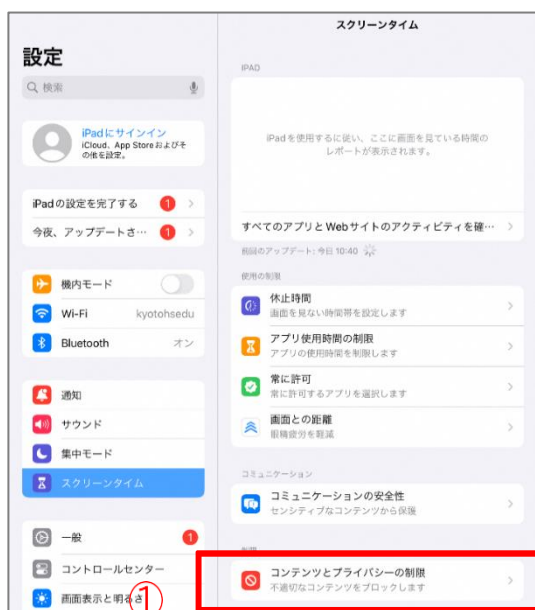 スクリーンタイム
設定
検索
iPadにサインイン
iCloud、App Storeおよびそ
の他を設定。
iPadの設定を完了する 1
今夜、アップデートさ… 1
機内モード
Wi-Fi kyotohsedu
Bluetooth オン
通知
サウンド
集中モード
スクリーンタイム
一般 1
コントロールセンター
画面表示と明るさ
①
IPAD
iPadを使用するに従い、ここに画面を見ている時間の
レポートが表示されます。
すべてのアプリとWebサイトのアクティビティを確…
前回のアップデート: 今日 10:40
使用の制限
休止時間
画面を見ない時間帯を設定します
アプリ使用時間の制限
アプリの使用時間を制限します
常に許可
常に許可するアプリを選択します
画面との距離
眼精疲労を軽減
コミュニケーション
コミュニケーションの安全性
センシティブなコンテンツから保護
コンテンツとプライバシーの制限
不適切なコンテンツをブロックします